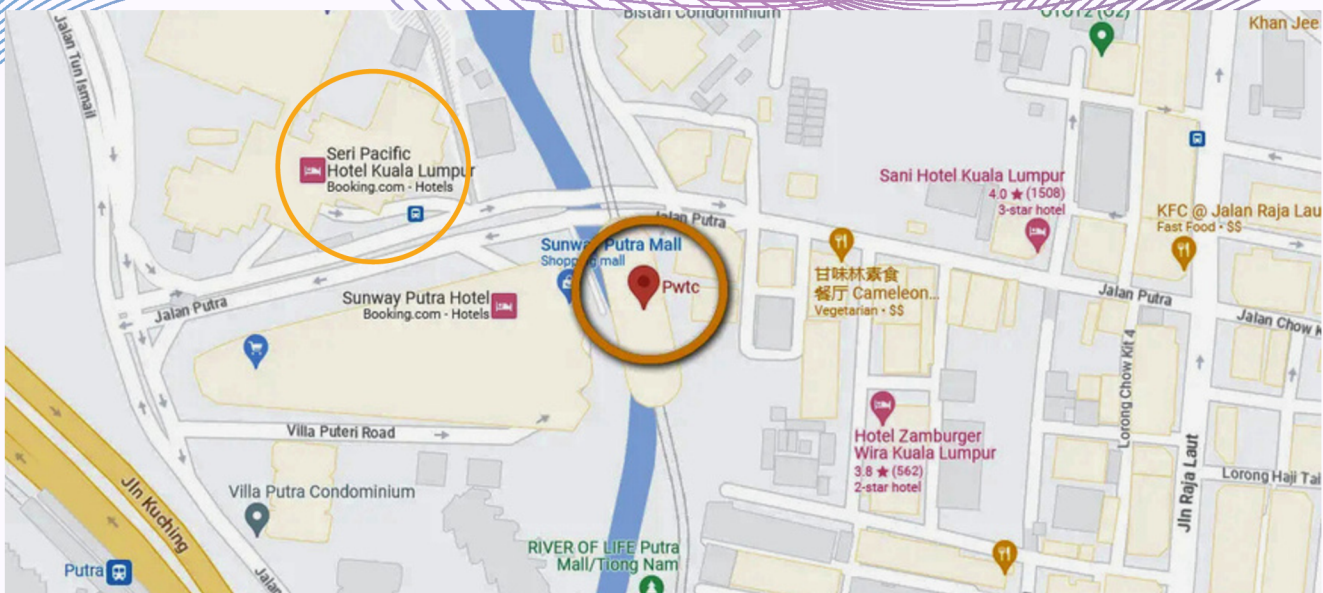 Bistari Condominium
Khan Jee
Jalan Tun Ismail
Seri Pacific
Hotel Kuala Lumpur
Booking.com - Hotels
Sani Hotel Kuala Lumpur
4.0 ★ (1508)
3-star hotel
KFC @ Jalan Raja Lau
Fast Food · $$
Jalan Putra
Sunway Putra Mall
Shopping mall
Pwtc
Sunway Putra Hotel
Booking.com - Hotels
甘味林素食
餐厅 Cameleon...
Vegetarian · $$
Jalan Putra
Jalan Putra
Jalan Chow K
Lorong Chow Kit 4
Villa Puteri Road
Hotel Zamburger
Wira Kuala Lumpur
3.8 ★ (562)
2-star hotel
Jln Raja Laut
Lorong Haji Tai
Jln Kuching
Villa Putra Condominium
RIVER OF LIFE Putra
Mall/Tiong Nam
Putra
Jalan